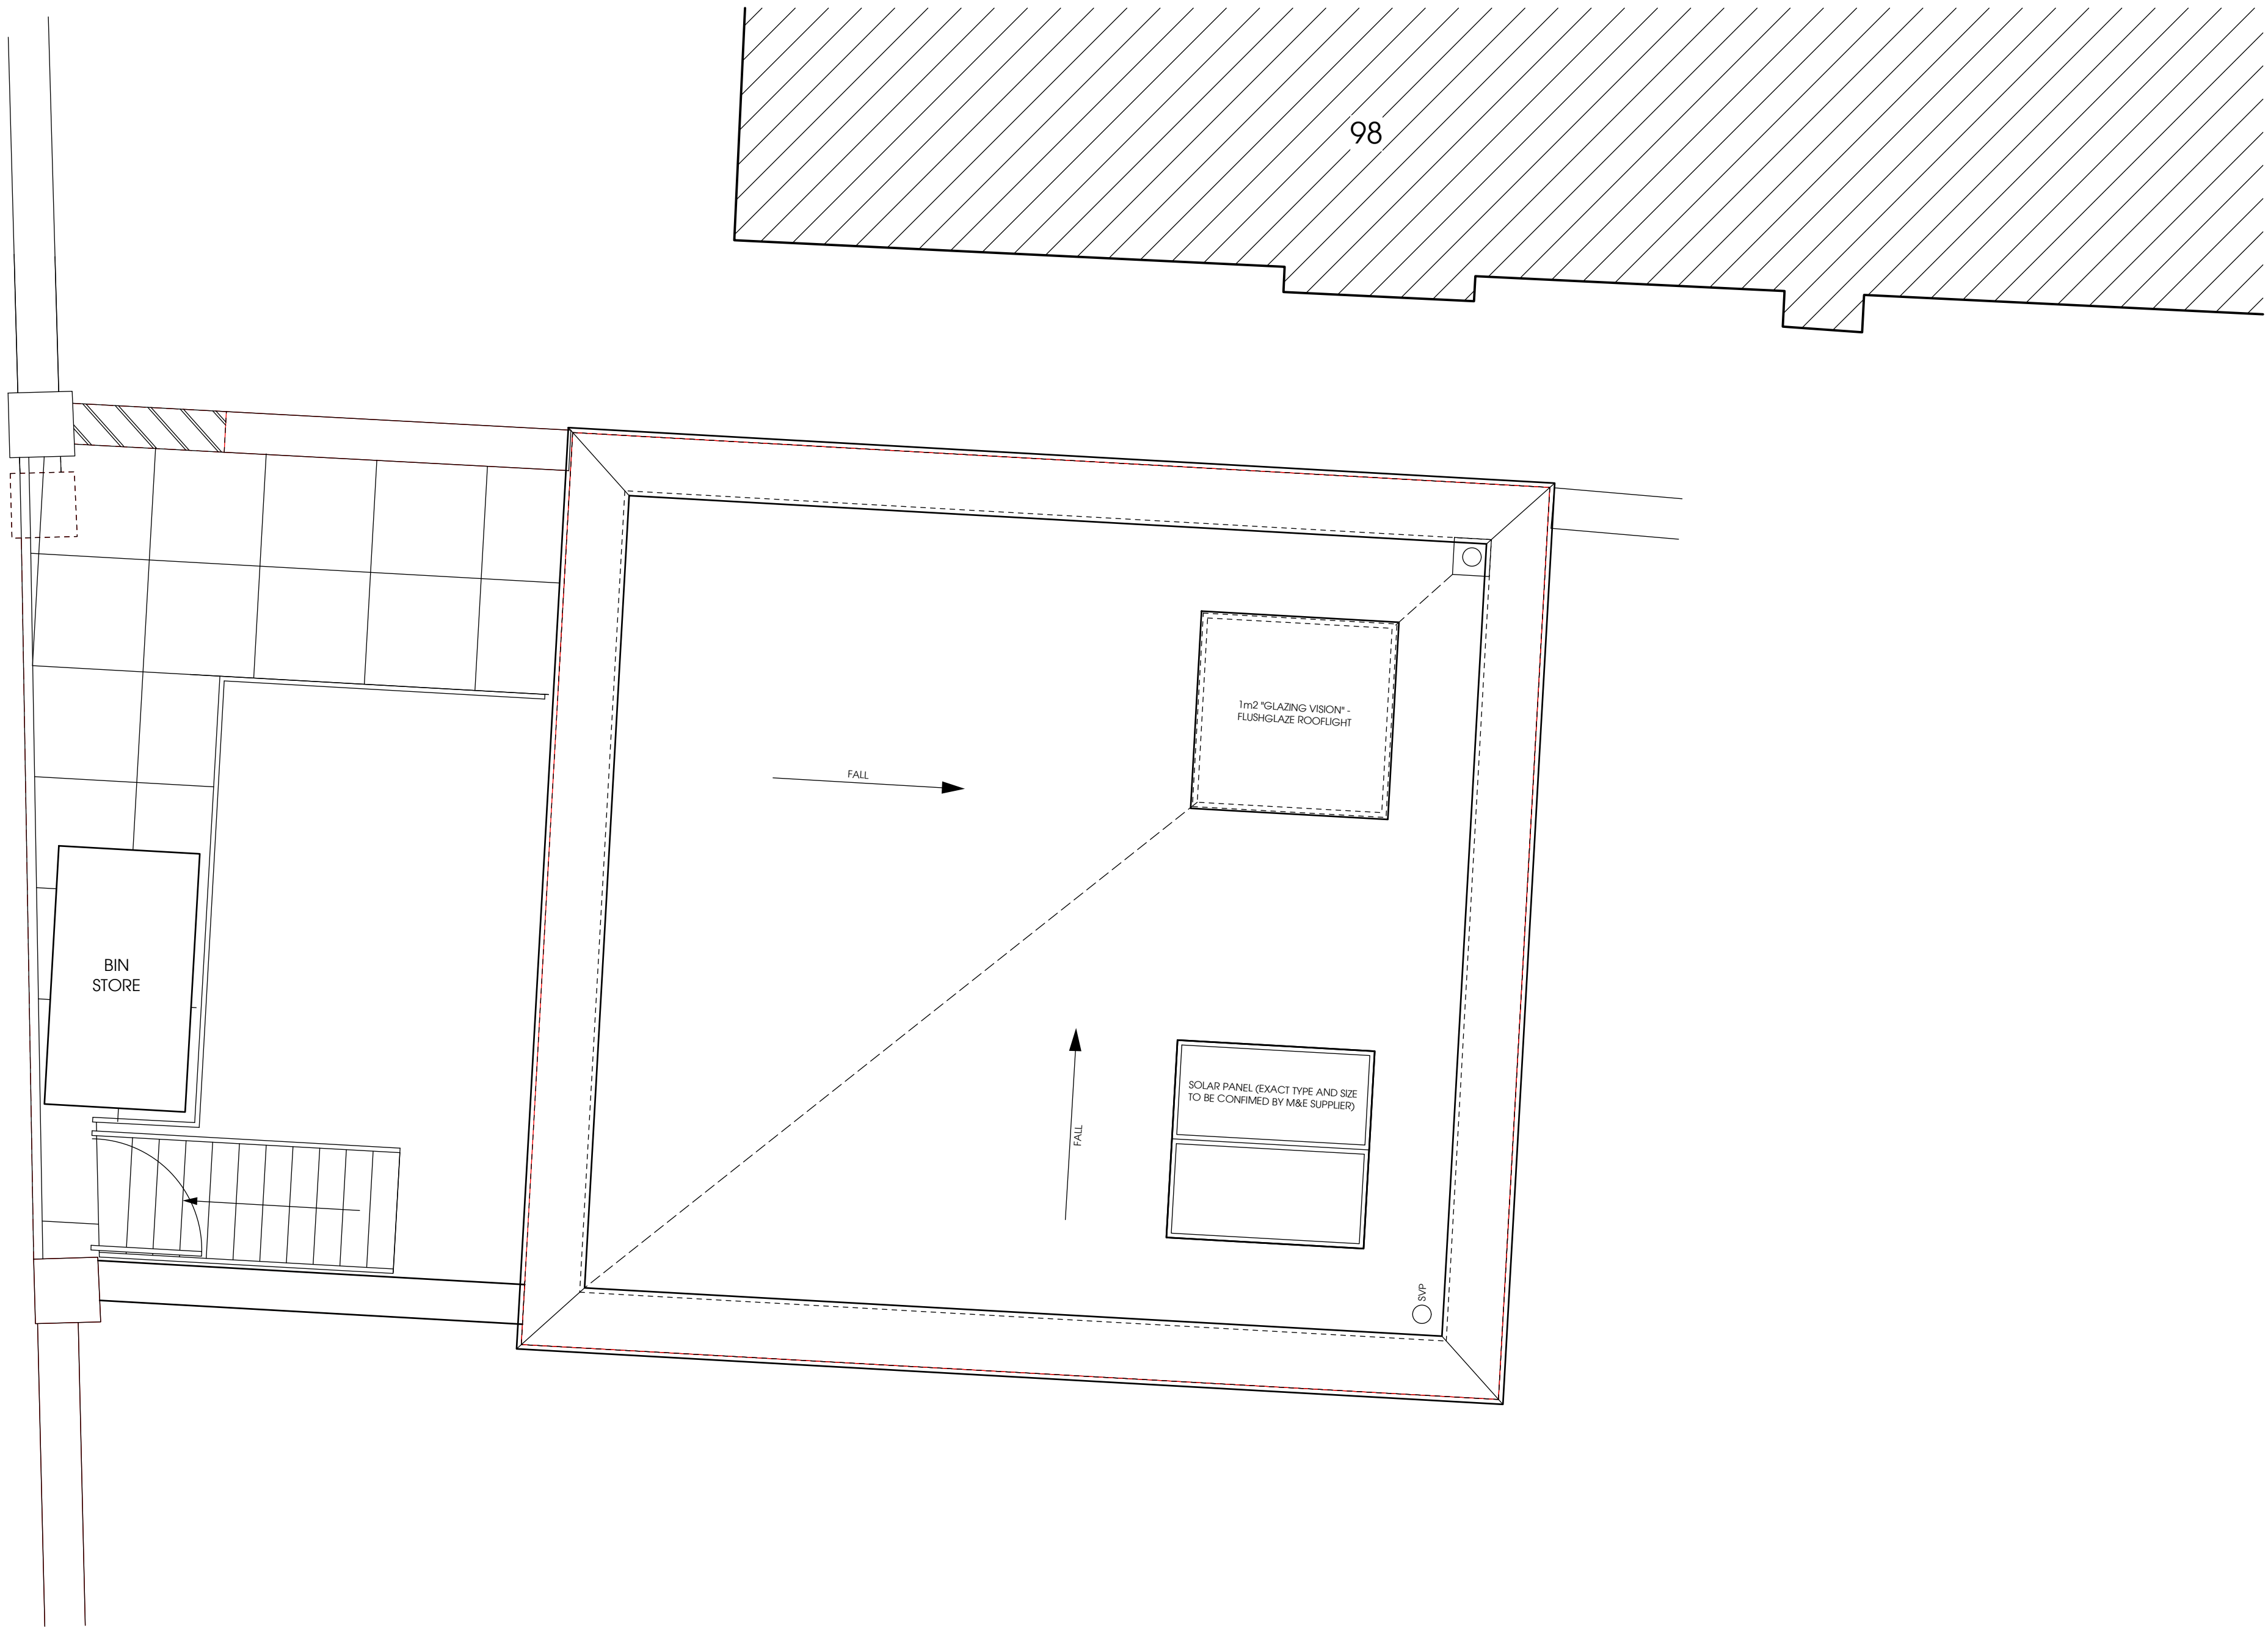 98
1m2 "GLAZING VISION" -
FLUSHGLAZE ROOFLIGHT
FALL
BIN
STORE
SOLAR PANEL (EXACT TYPE AND SIZE
TO BE CONFIMED BY M&E SUPPLIER)
FALL
SVP